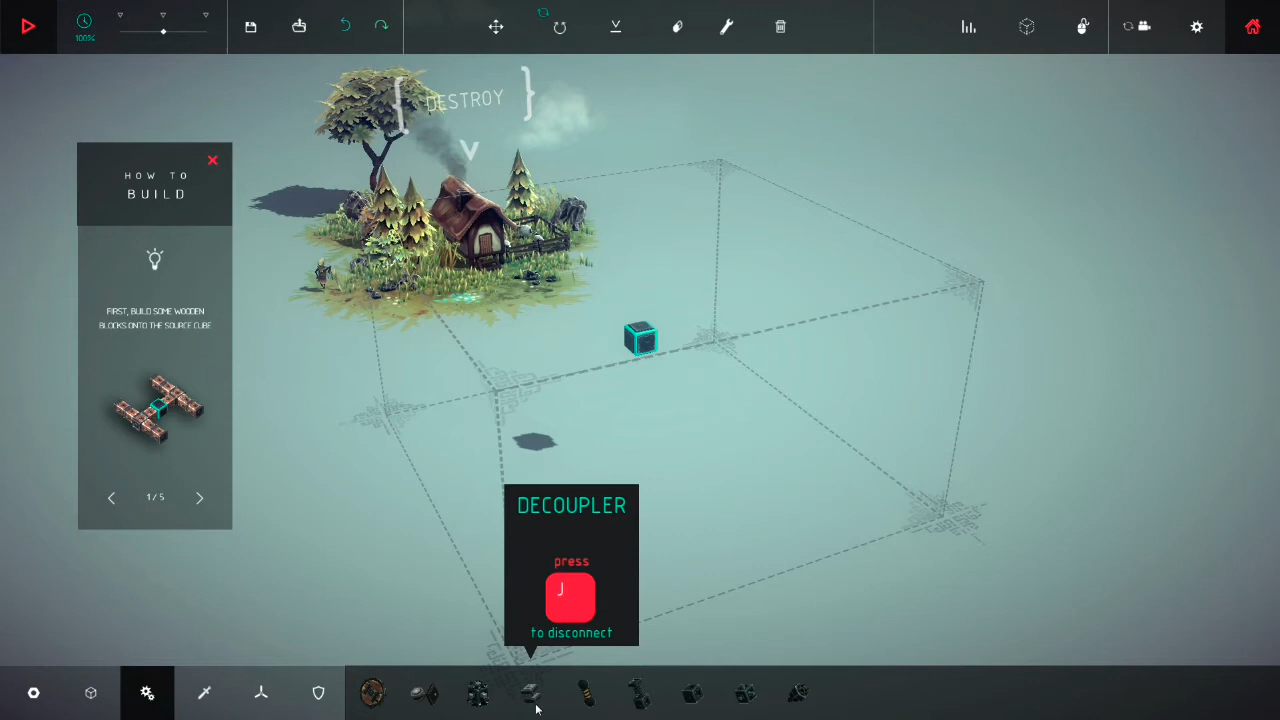 100%
DESTROY
HOW TO
BUILD
FIRST, BUILD SOME WOODEN
BLOCKS ONTO THE SOURCE CUBE
1/5
DECOUPLER
press
J
to disconnect